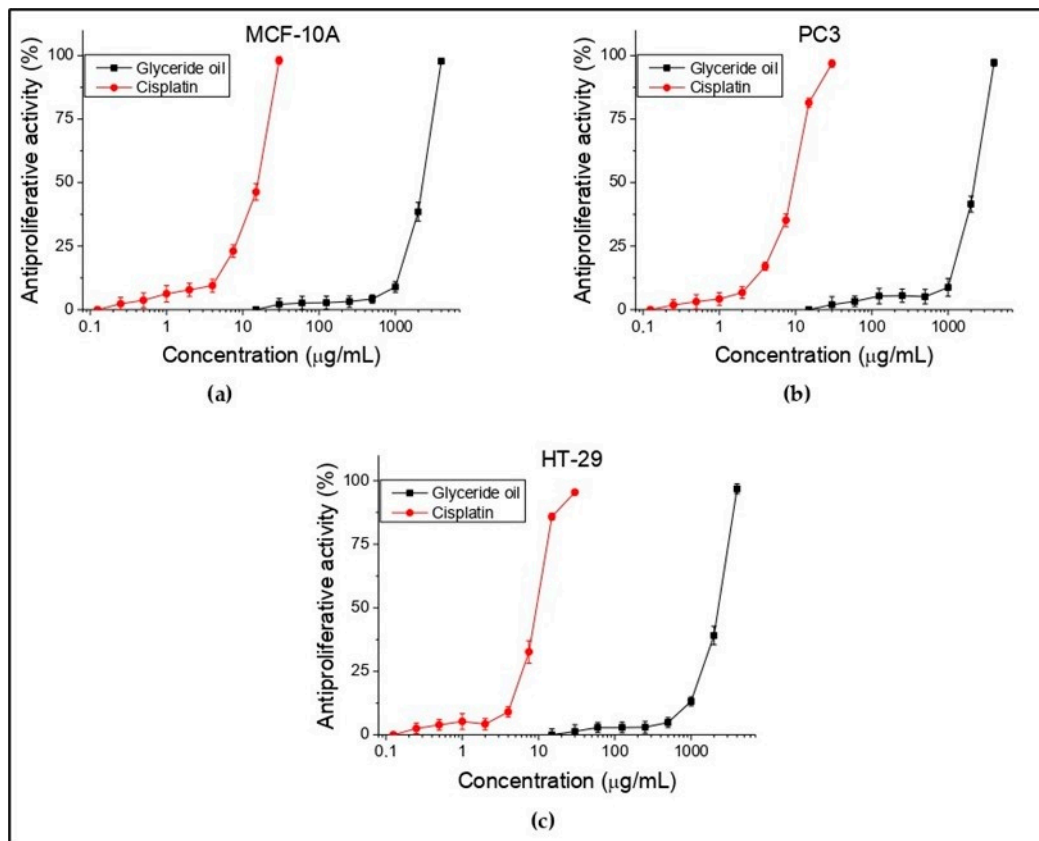 MCF-10A
Glyceride oil
Cisplatin
Antiproliferative activity (%)
100
75
50
25
0
0.1 1 10 100 1000
Concentration (μg/mL)
(a)
PC3
Glyceride oil
Cisplatin
Antiproliferative activity (%)
100
75
50
25
0
0.1 1 10 100 1000
Concentration (μg/mL)
(b)
HT-29
Glyceride oil
Cisplatin
Antiproliferative activity (%)
100
75
50
25
0
0.1 1 10 100 1000
Concentration (μg/mL)
(c)